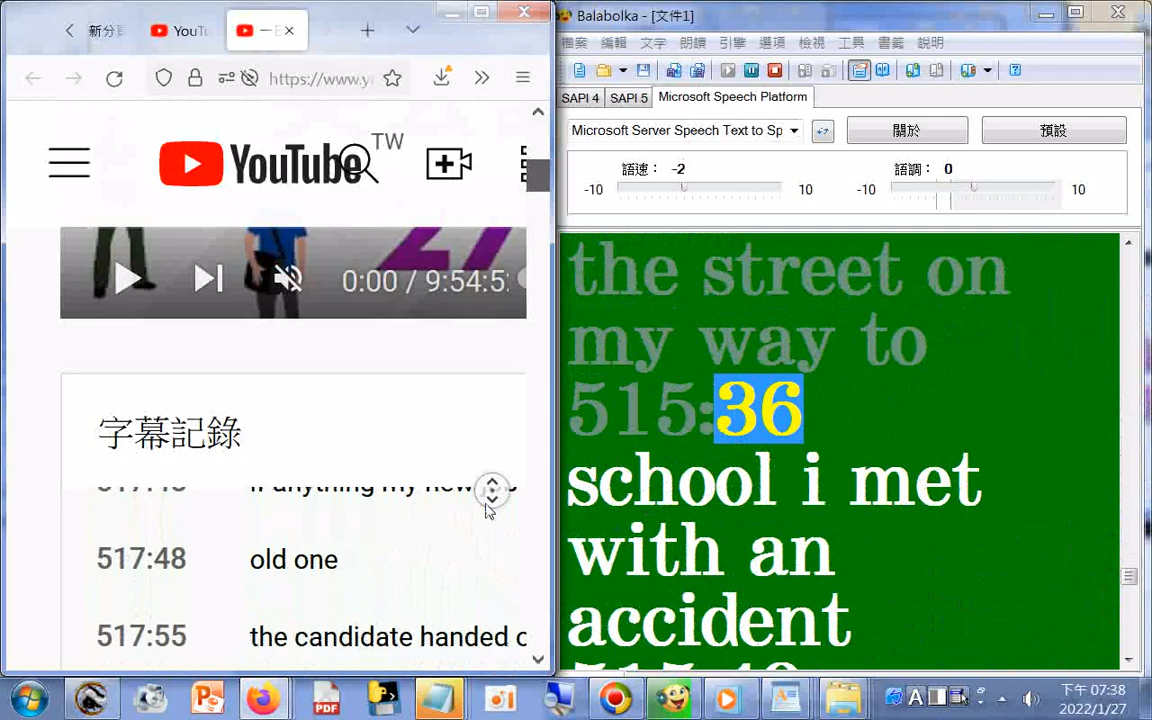 YouTu
https://www.y
TW
YouTube
27
0:00 / 9:54:5
字幕記錄
517:48
old one
517:55
the candidate handed
Balabolka - [文件1]
檔案 編輯 文字 朗讀 引擎 選項 檢視 工具 書籤 說明
SAPI 4 SAPI 5 Microsoft Speech Platform
Microsoft Server Speech Text to Sp
關於
預設
語速: -2
語調: 0
-10 10
-10 10
the street on
my way to
515:36
school i met
with an
accident
PDF
A
下午 07:38
2022/1/27